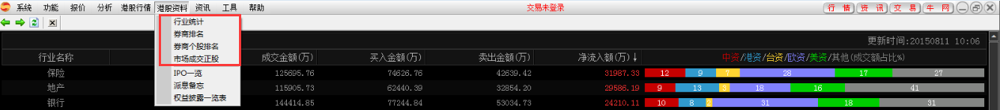 系统 功能 报价 分析 港股行情 港股资料 资讯 工具 帮助 交易未登录 行情 资讯 交易 牛网
行业统计
券商排名
券商个股排名
市场成交正股
IPO一览
派息备忘
权益披露一览表
更新时间:20150811 10:06
行业名称 成交金额(万) 买入金额(万) 卖出金额(万) 净流入额(万)↓ 中资/港资/台资/欧资/美资/其他(成交额占比%)
保险 125695.76 74626.76 42639.42 31987.33 12 9 7 28 17 27
地产 115905.73 62440.39 32854.20 29586.19 9 13 3 18 16 41
银行 144414.85 77244.84 53034.73 24210.11 10 8 2 31 18 31